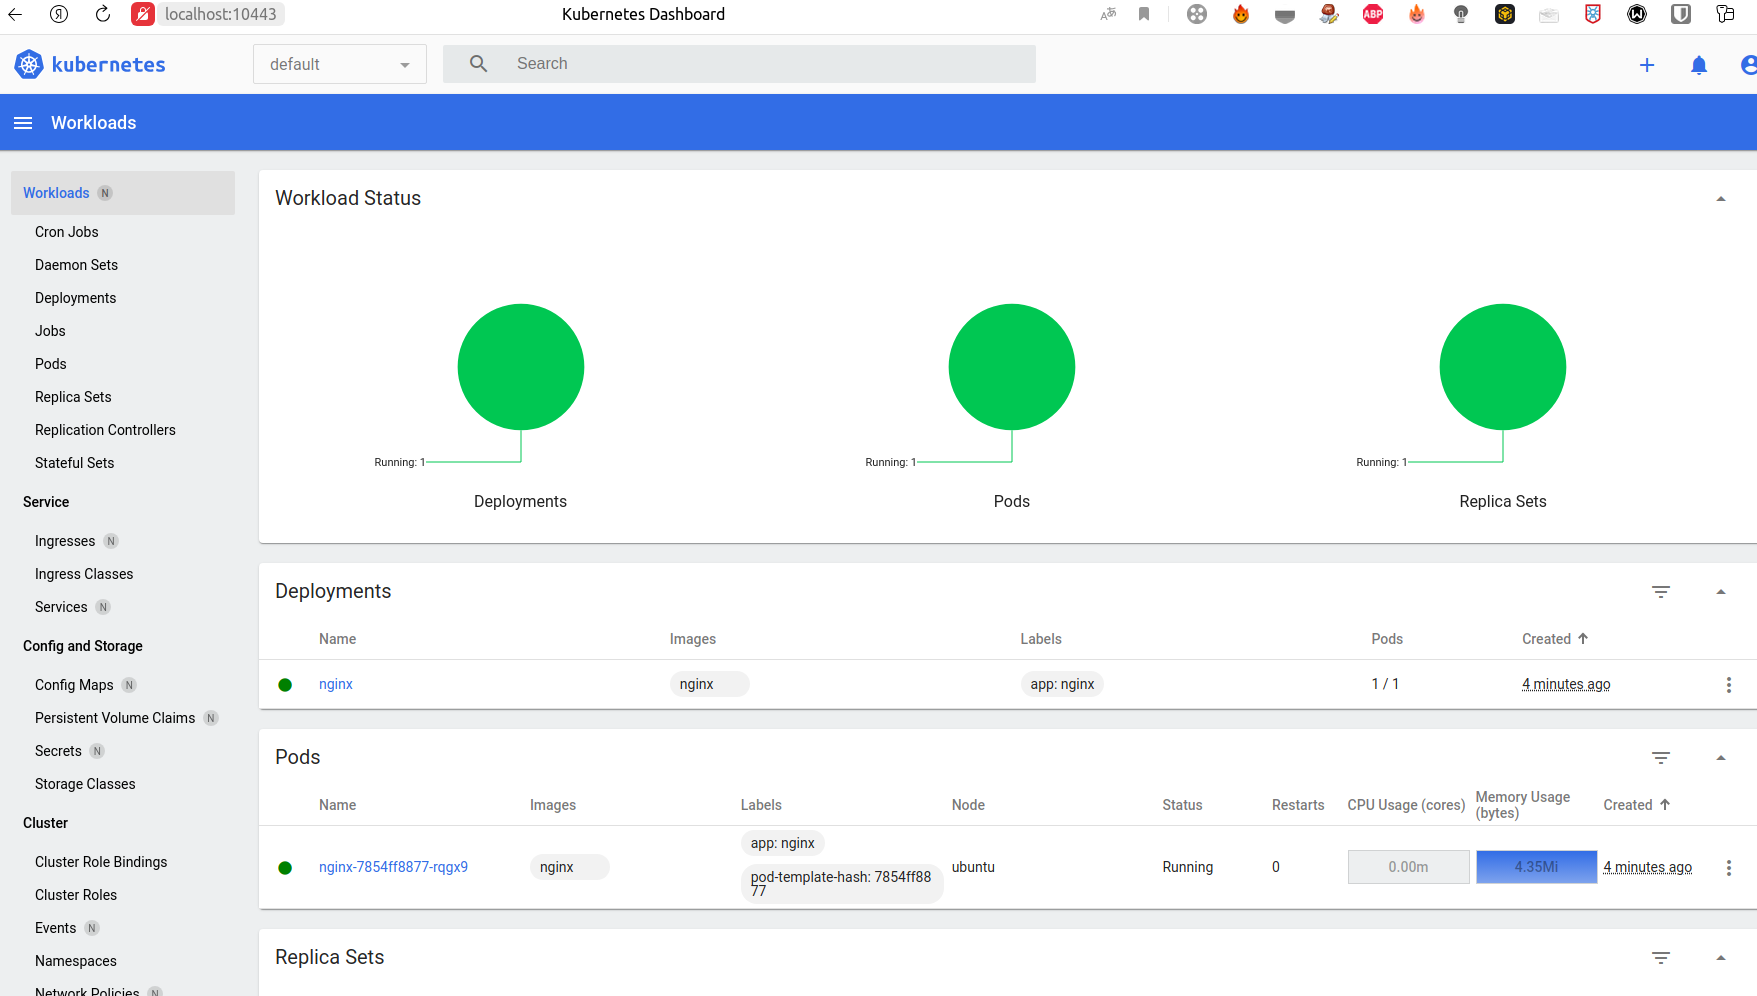 localhost:10443 Kubernetes Dashboard
kubernetes default Search
Workloads
Workloads N
Cron Jobs
Daemon Sets
Deployments
Jobs
Pods
Replica Sets
Replication Controllers
Stateful Sets
Service
Ingresses N
Ingress Classes
Services N
Config and Storage
Config Maps N
Persistent Volume Claims N
Secrets N
Storage Classes
Cluster
Cluster Role Bindings
Cluster Roles
Events N
Namespaces
Network Policies N
Workload Status
Running: 1 Running: 1 Running: 1
Deployments Pods Replica Sets
Deployments
Name Images Labels Pods Created
nginx nginx app: nginx 1 / 1 4 minutes ago
Pods
Name Images Labels Node Status Restarts CPU Usage (cores) Memory Usage (bytes) Created
nginx-7854ff8877-rqgx9 nginx app: nginx
pod-template-hash: 7854ff88
77 ubuntu Running 0 0.00m 4.35Mi 4 minutes ago
Replica Sets
ABP